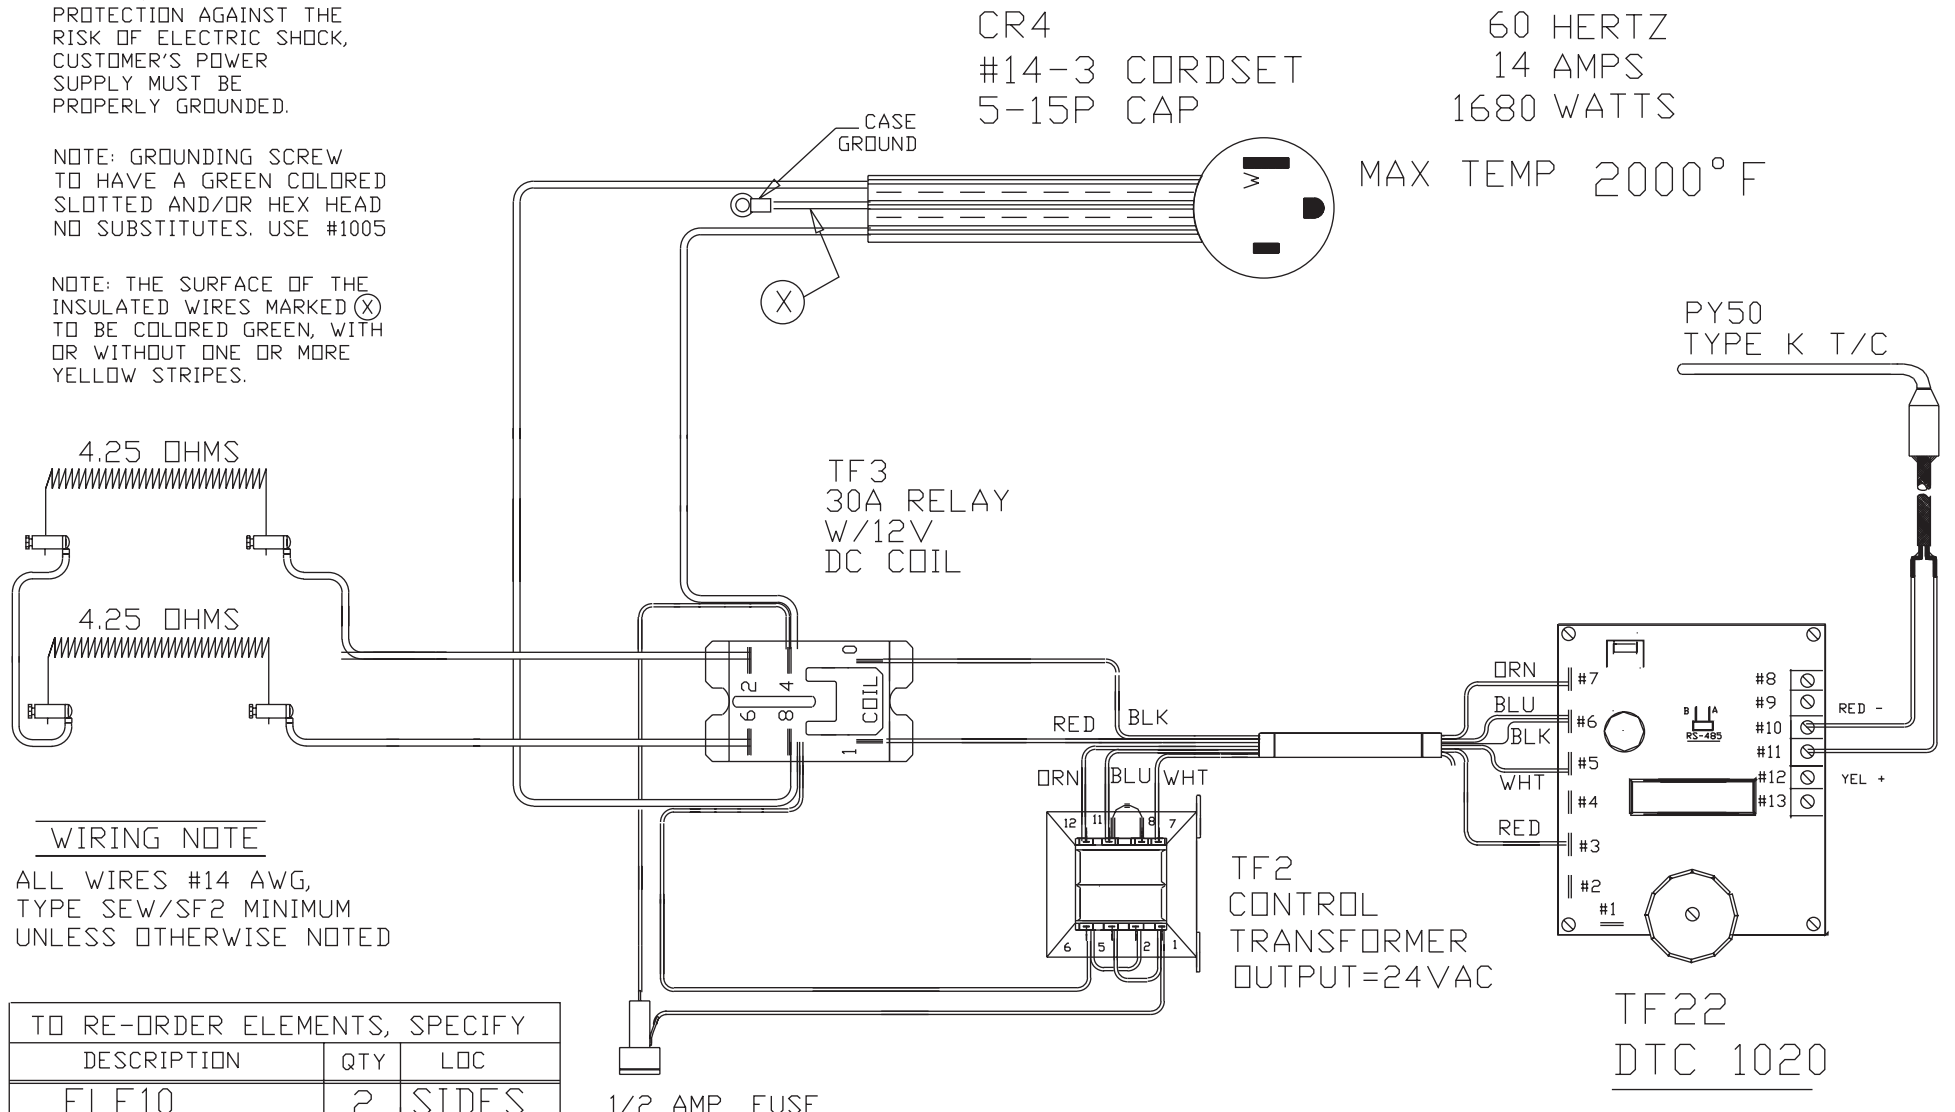 PROTECTION AGAINST THE
RISK OF ELECTRIC SHOCK,
CUSTOMER'S POWER
SUPPLY MUST BE
PROPERLY GROUNDED.
NOTE: GROUNDING SCREW
TO HAVE A GREEN COLORED
SLOTTED AND/OR HEX HEAD
NO SUBSTITUTES. USE #1005
NOTE: THE SURFACE OF THE
INSULATED WIRES MARKED X
TO BE COLORED GREEN, WITH
OR WITHOUT ONE OR MORE
YELLOW STRIPES.
CR4
#14-3 CORDSET
5-15P CAP
60 HERTZ
14 AMPS
1680 WATTS
MAX TEMP 2000°F
CASE
GROUND
W
X
PY50
TYPE K T/C
4.25 OHMS
4.25 OHMS
TF3
30A RELAY
W/12V
DC COIL
2 4 0
6 8 1
COIL
RED
BLK
ORN
BLU
WHT
ORN
BLU
BLK
WHT
RED
#7
#6
#5
#4
#3
#2
#1
#8
#9
#10
#11
#12
#13
B A
RS-485
RED -
YEL +
12 11 8 7
6 5 2 1
TF2
CONTROL
TRANSFORMER
OUTPUT=24VAC
TF22
DTC 1020
WIRING NOTE
ALL WIRES #14 AWG,
TYPE SEW/SF2 MINIMUM
UNLESS OTHERWISE NOTED
TO RE-ORDER ELEMENTS, SPECIFY
DESCRIPTION QTY LOC
ELE10 2 SIDES
1/2 AMP FUSE